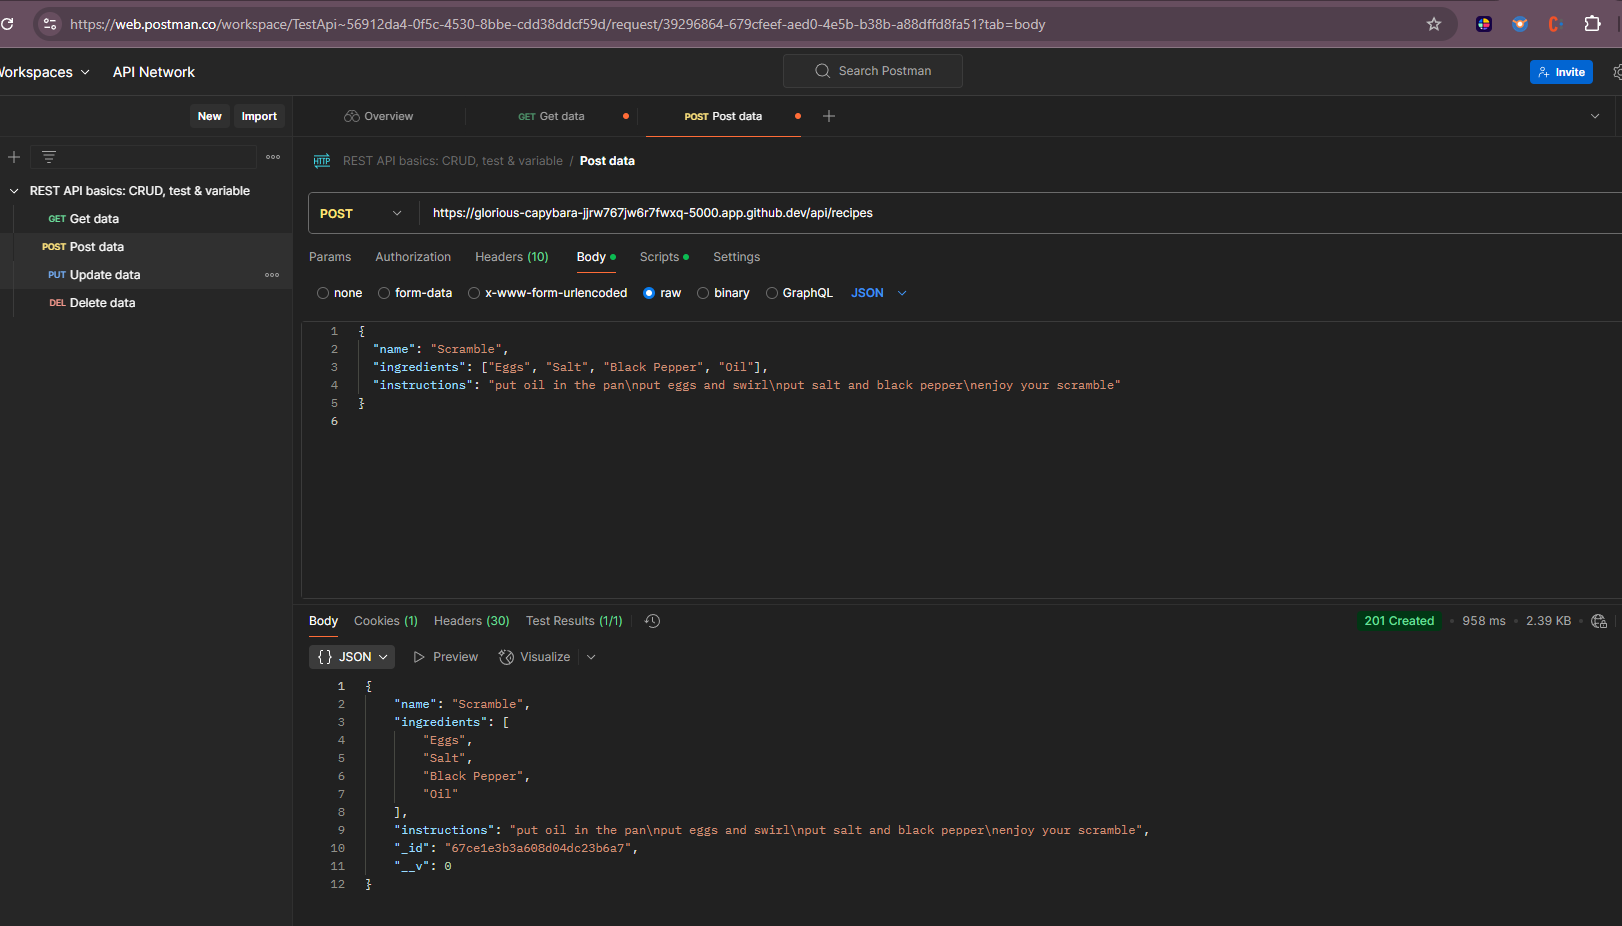 https://web.postman.co/workspace/TestApi~56912da4-0f5c-4530-8bbe-cdd38ddcf59d/request/39296864-679cfeef-aed0-4e5b-b38b-a88dffd8fa51?tab=body
Workspaces API Network Search Postman Invite
New Import Overview GET Get data POST Post data
HTTP REST API basics: CRUD, test & variable / Post data
REST API basics: CRUD, test & variable
GET Get data
POST Post data
PUT Update data
DEL Delete data
POST https://glorious-capybara-jjrw767jw6r7fwxq-5000.app.github.dev/api/recipes
Params Authorization Headers (10) Body Scripts Settings
none form-data x-www-form-urlencoded raw binary GraphQL JSON
1 {
2 "name": "Scramble",
3 "ingredients": ["Eggs", "Salt", "Black Pepper", "Oil"],
4 "instructions": "put oil in the pan\nput eggs and swirl\nput salt and black pepper\nenjoy your scramble"
5 }
6
Body Cookies (1) Headers (30) Test Results (1/1) 201 Created 958 ms 2.39 KB
{} JSON Preview Visualize
1 {
2 "name": "Scramble",
3 "ingredients": [
4 "Eggs",
5 "Salt",
6 "Black Pepper",
7 "Oil"
8 ],
9 "instructions": "put oil in the pan\nput eggs and swirl\nput salt and black pepper\nenjoy your scramble",
10 "_id": "67ce1e3b3a608d04dc23b6a7",
11 "__v": 0
12 }